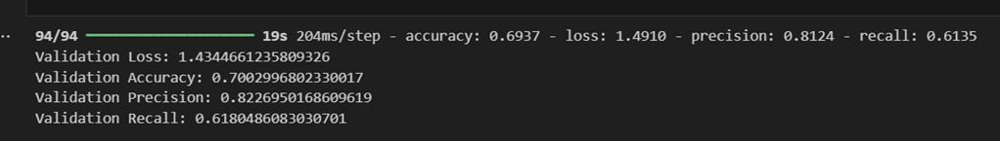 94/94 ━━━━━━━━━━━━━━━━━━━━ 19s 204ms/step - accuracy: 0.6937 - loss: 1.4910 - precision: 0.8124 - recall: 0.6135
Validation Loss: 1.4344661235809326
Validation Accuracy: 0.7002996802330017
Validation Precision: 0.8226950168609619
Validation Recall: 0.6180486083030701